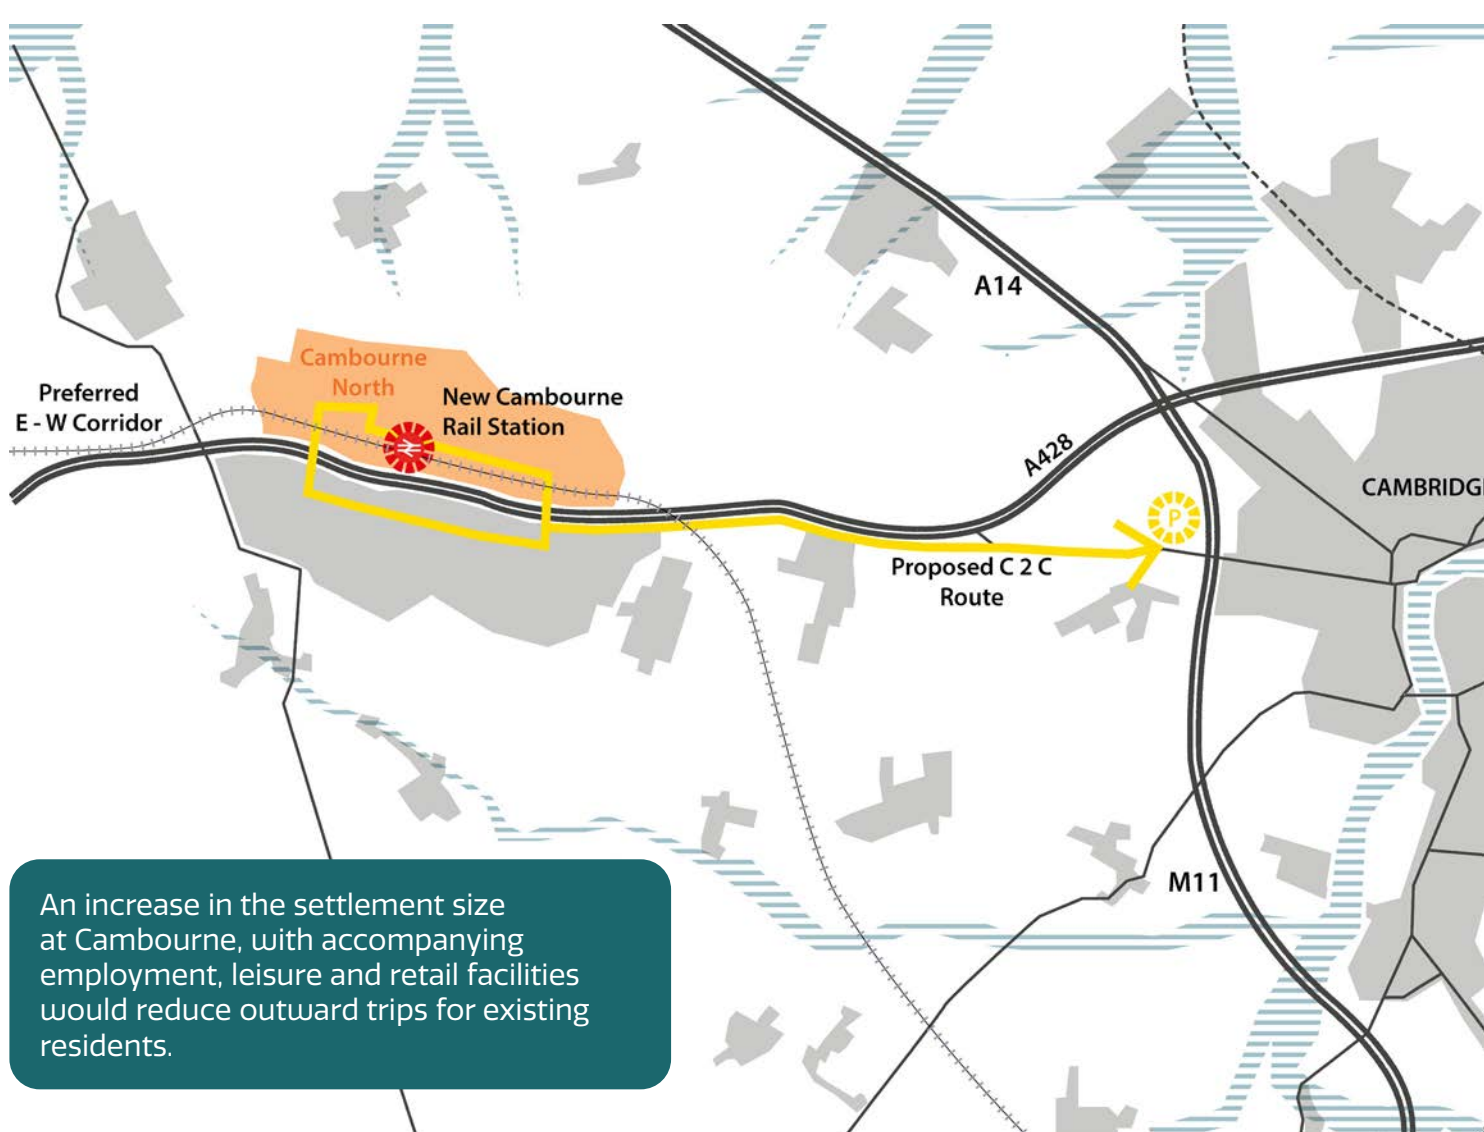 A14
Cambourne
North
Preferred
E - W Corridor
New Cambourne
Rail Station
A428
CAMBRIDG
P
Proposed C 2 C
Route
M11
An increase in the settlement size
at Cambourne, with accompanying
employment, leisure and retail facilities
would reduce outward trips for existing
residents.